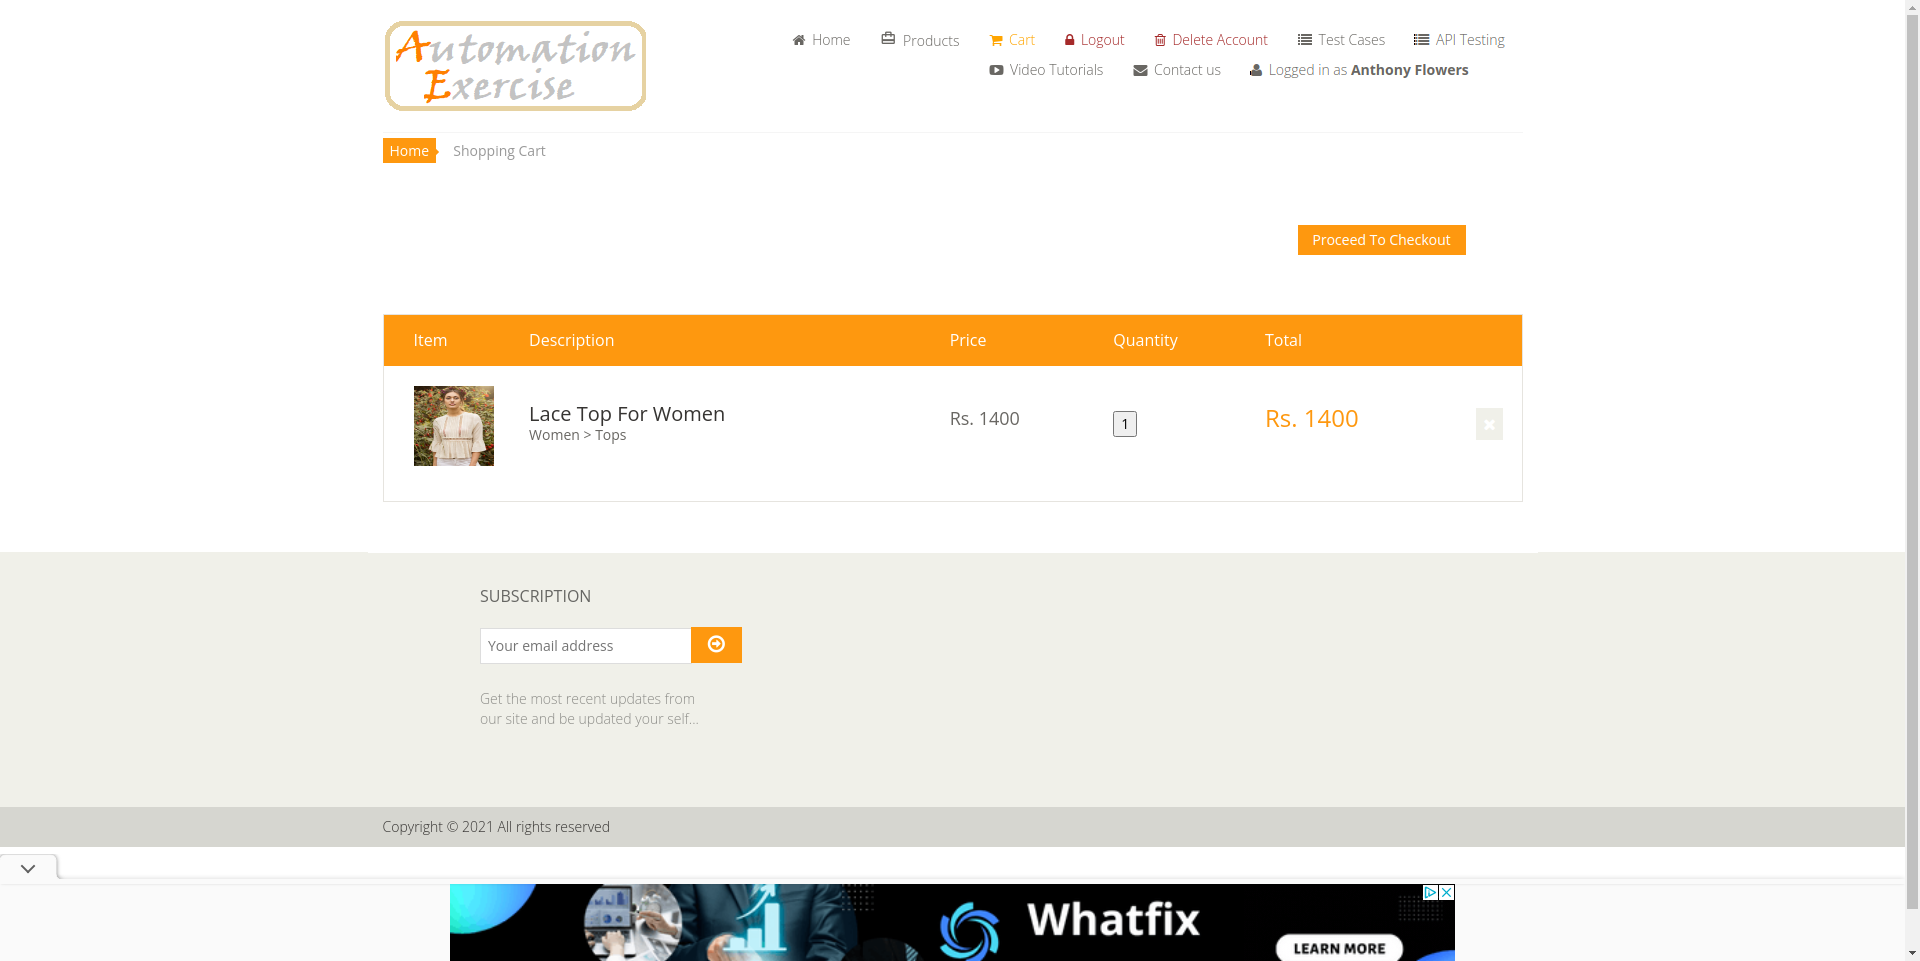 Automation
Exercise
Home
Products
Cart
Logout
Delete Account
Test Cases
API Testing
Video Tutorials
Contact us
Logged in as Anthony Flowers
Home
Shopping Cart
Proceed To Checkout
Item Description Price Quantity Total
Lace Top For Women
Women > Tops
Rs. 1400
1
Rs. 1400
SUBSCRIPTION
Your email address
Get the most recent updates from
our site and be updated your self...
Copyright © 2021 All rights reserved
Whatfix
LEARN MORE